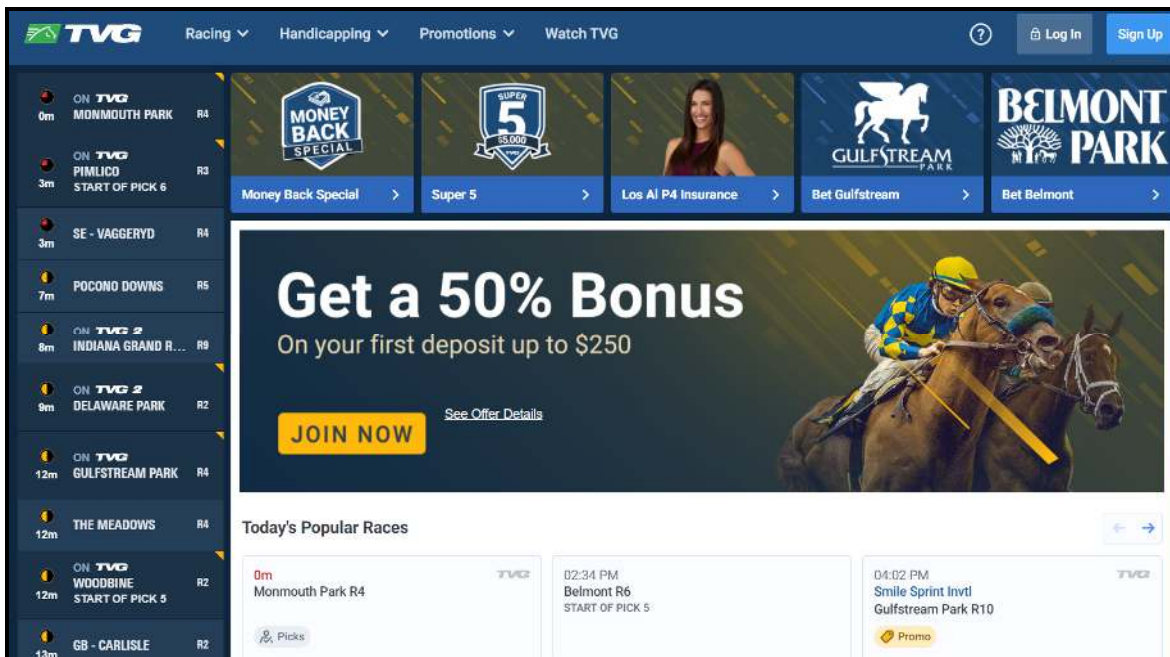 TVG
Racing
Handicapping
Promotions
Watch TVG
?
Log In
Sign Up
0m
ON TVG
MONMOUTH PARK R4
3m
ON TVG
PIMLICO R3
START OF PICK 6
3m
SE - VAGGERYD R4
7m
POCONO DOWNS R5
8m
ON TVG 2
INDIANA GRAND R... R9
9m
ON TVG 2
DELAWARE PARK R2
12m
ON TVG
GULFSTREAM PARK R4
12m
THE MEADOWS R4
12m
ON TVG
WOODBINE R2
START OF PICK 5
13m
GB - CARLISLE R2
MONEY
BACK
SPECIAL
Money Back Special
SUPER
5
$5,000
Super 5
Los Al P4 Insurance
GULFSTREAM
PARK
Bet Gulfstream
BELMONT
PARK
Bet Belmont
Get a 50% Bonus
On your first deposit up to $250
JOIN NOW
See Offer Details
Today's Popular Races
0m
TVG
Monmouth Park R4
Picks
02:34 PM
Belmont R6
START OF PICK 5
04:02 PM
TVG
Smile Sprint Invtl
Gulfstream Park R10
Promo